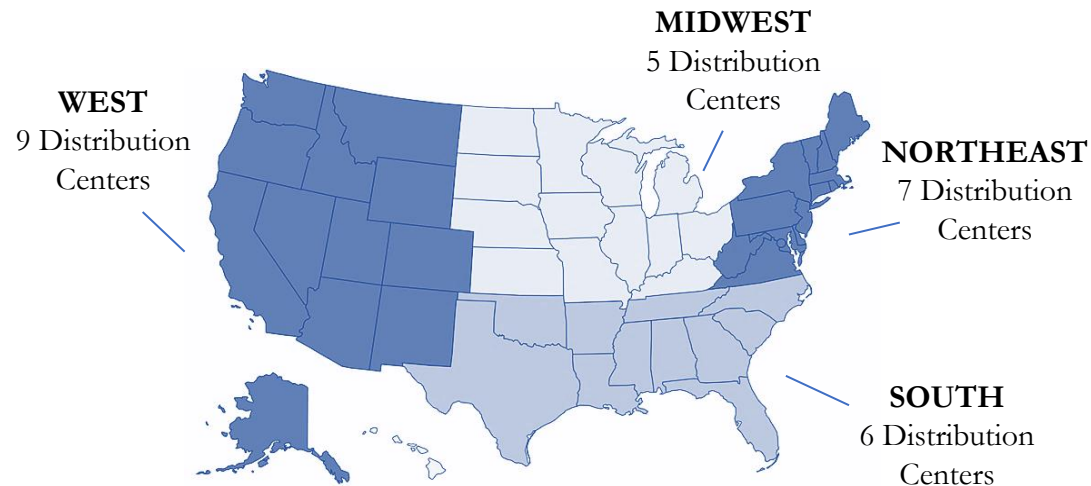 MIDWEST
5 Distribution
Centers
WEST
9 Distribution
Centers
NORTHEAST
7 Distribution
Centers
SOUTH
6 Distribution
Centers